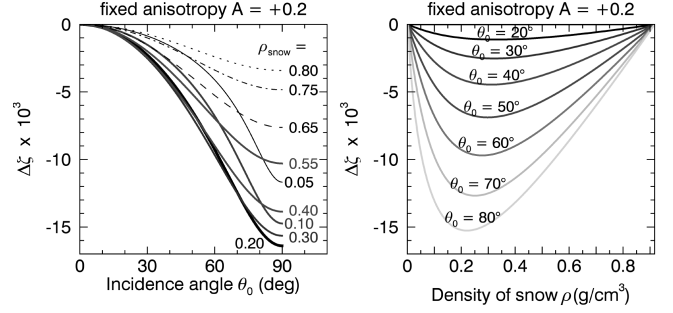 fixed anisotropy A = +0.2
ρsnow =
0.80
0.75
0.65
0.55
0.05
0.40
0.10
0.30
0.20
0
-5
-10
-15
Δζ x 10³
0 30 60 90
Incidence angle θ₀ (deg)
fixed anisotropy A = +0.2
θ₀ = 20°
θ₀ = 30°
θ₀ = 40°
θ₀ = 50°
θ₀ = 60°
θ₀ = 70°
θ₀ = 80°
0
-5
-10
-15
Δζ x 10³
0 0.2 0.4 0.6 0.8
Density of snow ρ(g/cm³)